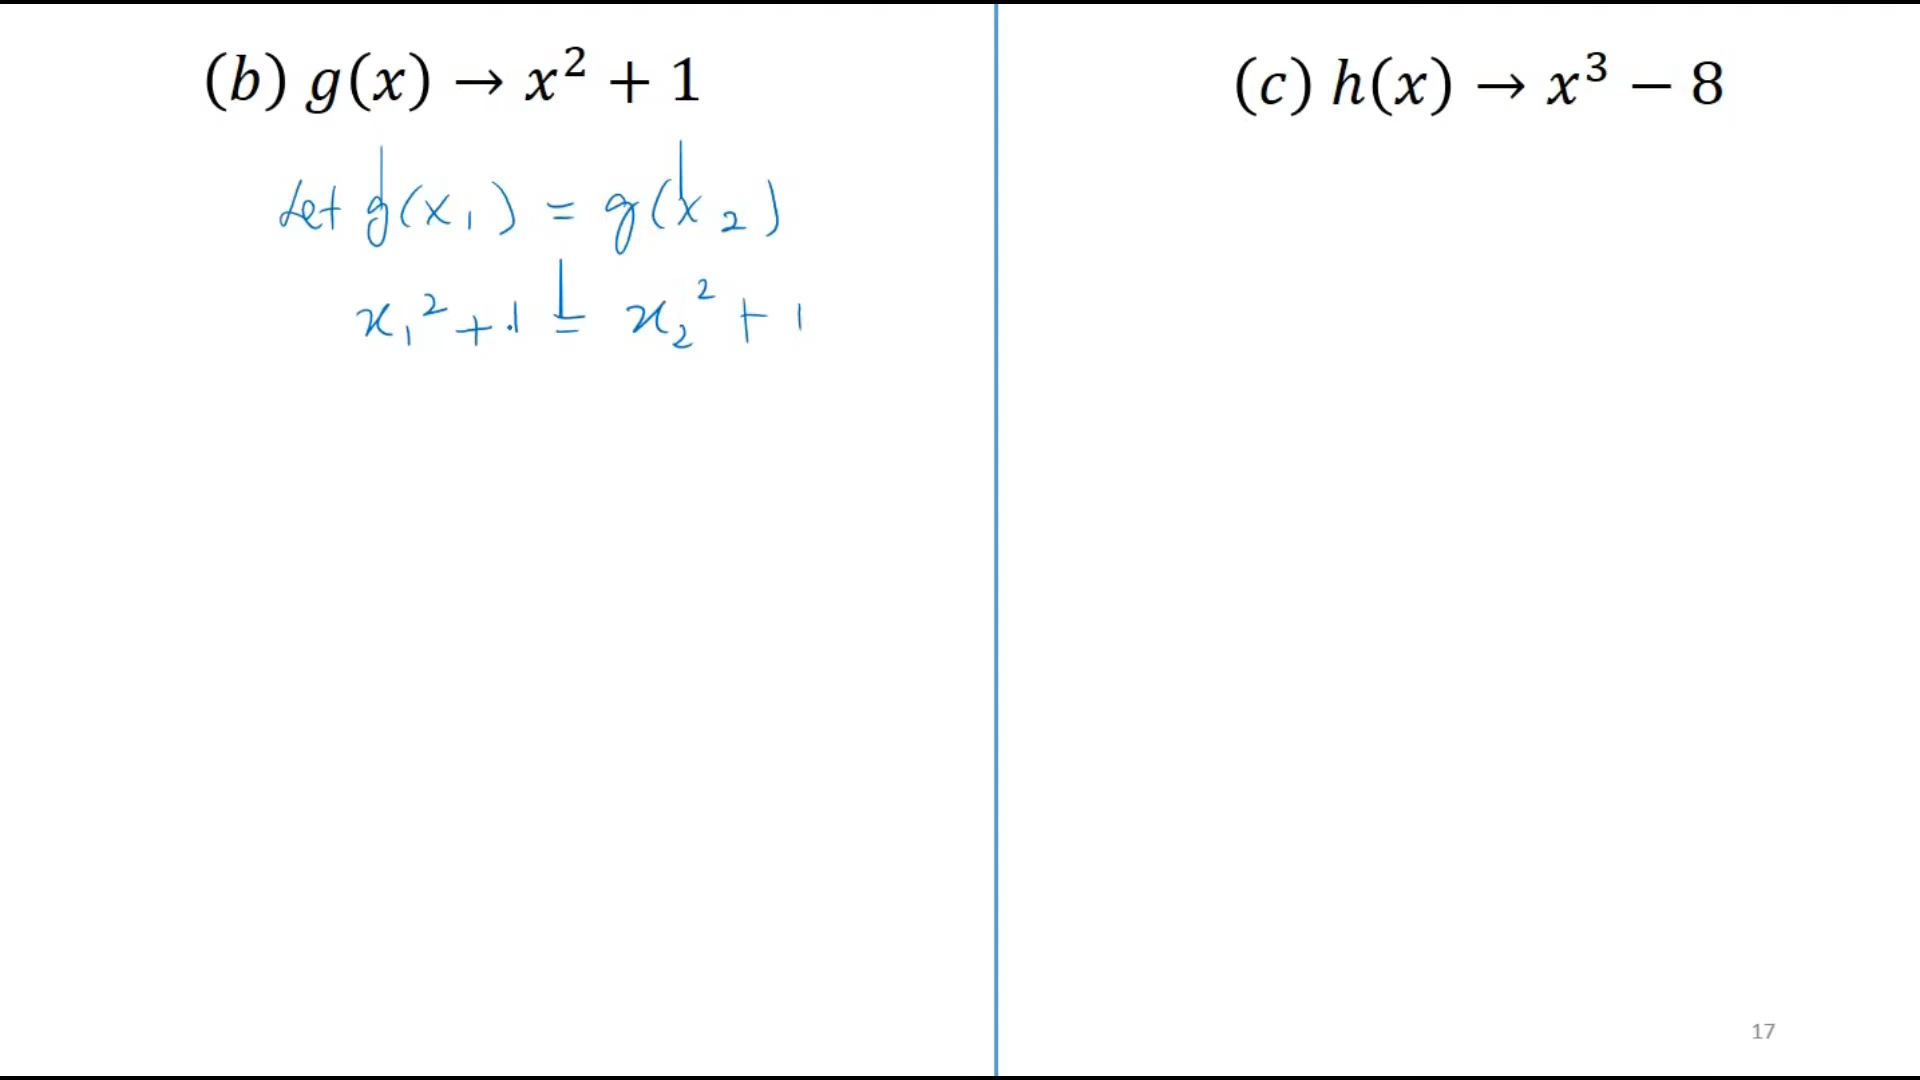 (b) g(x) → x² + 1
Let g(x₁) = g(x₂)
x₁² + 1 = x₂² + 1
(c) h(x) → x³ − 8
17